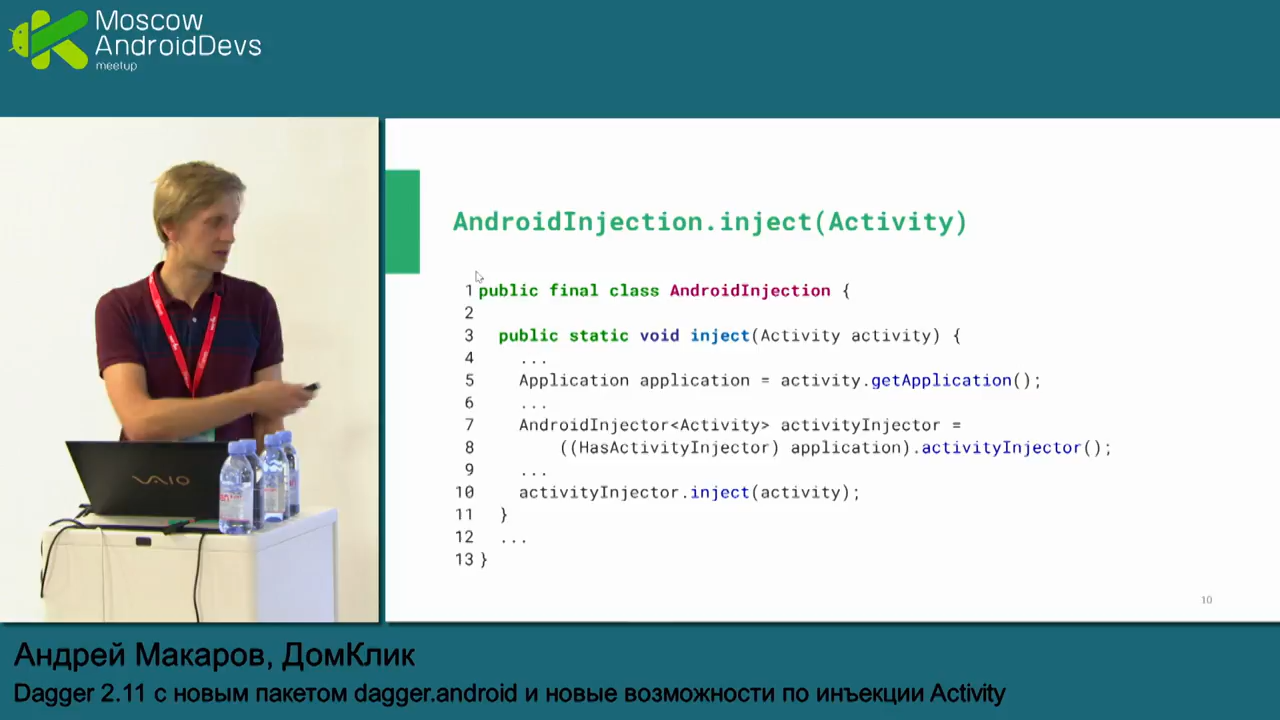 Moscow
AndroidDevs
meetup
AndroidInjection.inject(Activity)
1 public final class AndroidInjection {
2
3 public static void inject(Activity activity) {
4 ...
5 Application application = activity.getApplication();
6 ...
7 AndroidInjector<Activity> activityInjector =
8 ((HasActivityInjector) application).activityInjector();
9 ...
10 activityInjector.inject(activity);
11 }
12 ...
13 }
10
VAIO
Андрей Макаров, ДомКлик
Dagger 2.11 с новым пакетом dagger.android и новые возможности по инъекции Activity